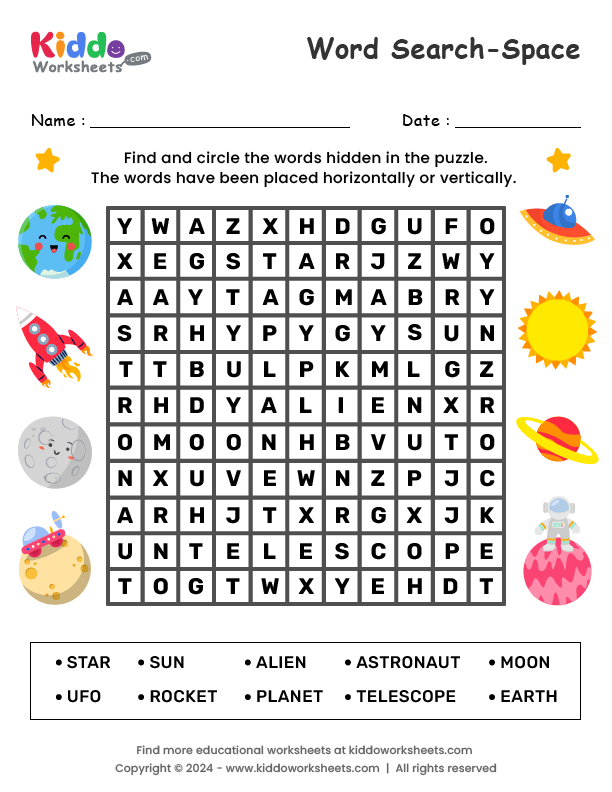 Kiddo
Worksheets.com
Word Search-Space
Name : Date :
Find and circle the words hidden in the puzzle.
The words have been placed horizontally or vertically.
Y W A Z X H D G U F O
X E G S T A R J Z W Y
A A Y T A G M A B R Y
S R H Y P Y G Y S U N
T T B U L P K M L G Z
R H D Y A L I E N X R
O M O O N H B V U T O
N X U V E W N Z P J C
A R H J T X R G X J K
U N T E L E S C O P E
T O G T W X Y E H D T
• STAR • SUN • ALIEN • ASTRONAUT • MOON
• UFO • ROCKET • PLANET • TELESCOPE • EARTH
Find more educational worksheets at kiddoworksheets.com
Copyright © 2024 - www.kiddoworksheets.com | All rights reserved